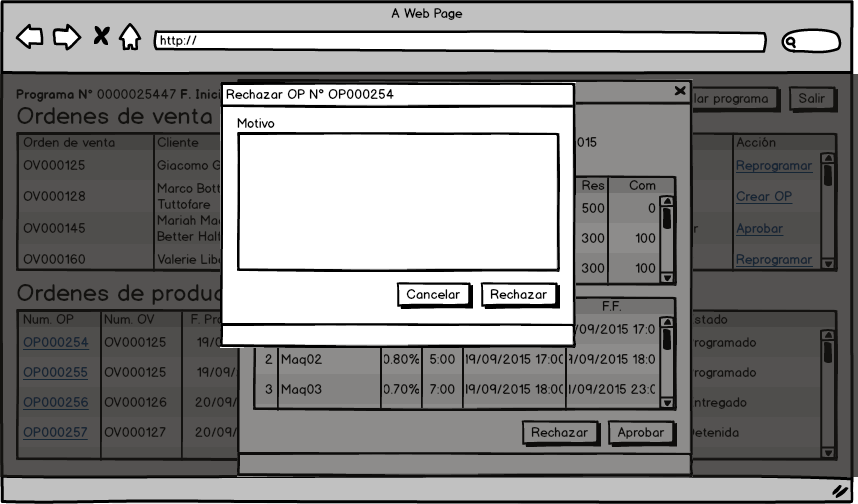 A Web Page
http://
Programa N° 0000025447 F. Inici
lar programa
Salir
Ordenes de venta
Orden de venta Cliente Acción
OV000125 Giacomo G Reprogramar
OV000128 Marco Bott
Tuttofare Crear OP
OV000145 Mariah Ma
Better Half Aprobar
OV000160 Valerie Libe Reprogramar
Ordenes de produc
Num. OP Num. OV F. Pro stado
OP000254 OV000125 19/0 rogramado
OP000255 OV000125 19/09/ rogramado
OP000256 OV000126 20/09/ ntregado
OP000257 OV000127 20/09/ Detenida
015
Res Com
500 0
300 100
300 100
F.F.
/09/2015 17:0
2 Maq02 0.80% 5:00 19/09/2015 17:00 /09/2015 18:0
3 Maq03 0.70% 7:00 19/09/2015 18:00 /09/2015 23:0
Rechazar Aprobar
Rechazar OP N° OP000254
Motivo
Cancelar Rechazar